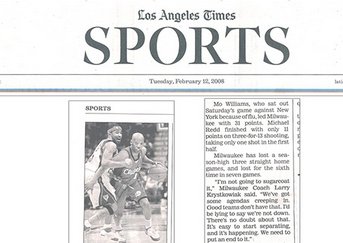 Los Angeles Times
SPORTS
Tuesday, February 12, 2008
SPORTS
Mo Williams, who sat out
Saturday's game against New
York because of flu, led Milwau-
kee with 31 points. Michael
Redd finished with only 11
points on three-for-13 shooting,
taking only one shot in the first
half.
Milwaukee has lost a sea-
son-high three straight home
games, and lost for the sixth
time in seven games.
"I'm not going to sugarcoat
it," Milwaukee Coach Larry
Krystkowiak said. "We've got
some agendas creeping in.
Good teams don't have that. I'd
be lying to say we're not down.
There's no doubt about that.
It's easy to start separating,
and it's happening. We need to
put an end to it."